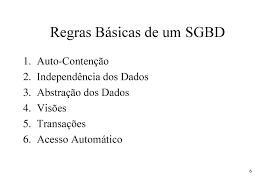 Regras Básicas de um SGBD
1. Auto-Contenção
2. Independência dos Dados
3. Abstração dos Dados
4. Visões
5. Transações
6. Acesso Automático
6